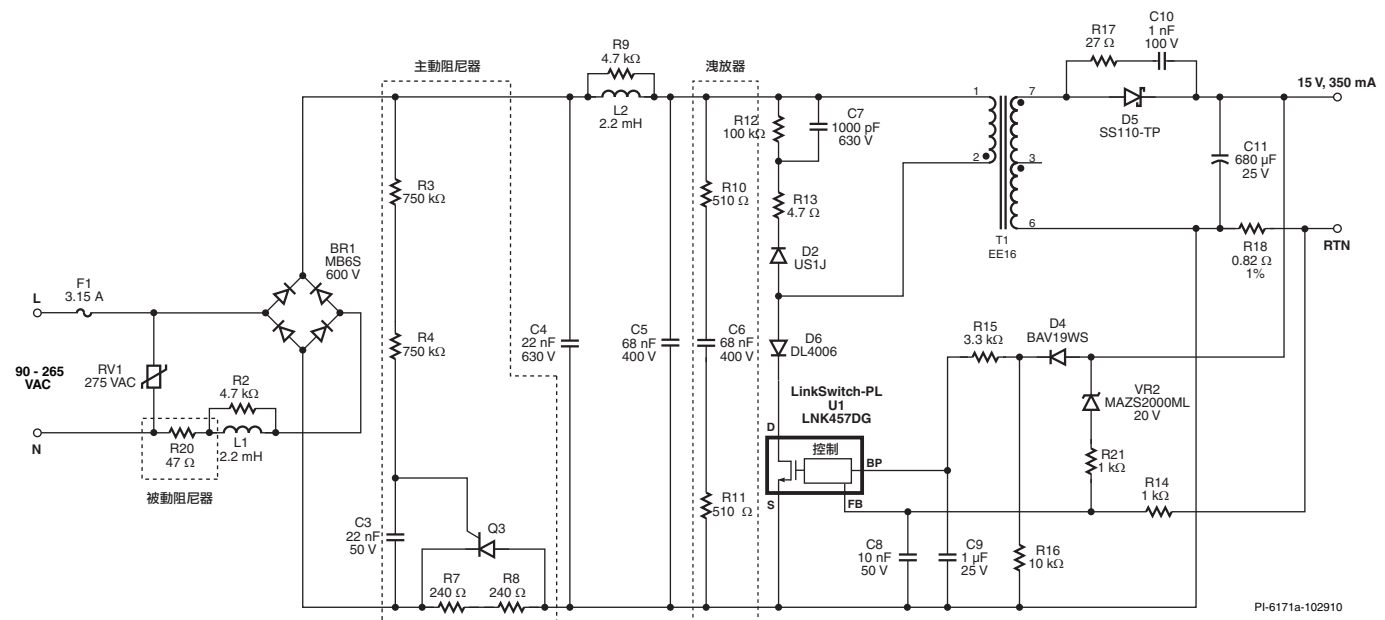 R9
4.7 kΩ
L2
2.2 mH
主動阻尼器
洩放器
R12
100 kΩ
C7
1000 pF
630 V
R17
27 Ω
C10
1 nF
100 V
D5
SS110-TP
15 V, 350 mA
1
2
7
3
6
T1
EE16
C11
680 µF
25 V
R18
0.82 Ω
1%
RTN
R3
750 kΩ
R10
510 Ω
R13
4.7 Ω
D2
US1J
BR1
MB6S
600 V
F1
3.15 A
L
90 - 265
VAC
N
RV1
275 VAC
R2
4.7 kΩ
L1
2.2 mH
R20
47 Ω
被動阻尼器
R4
750 kΩ
C4
22 nF
630 V
C5
68 nF
400 V
C6
68 nF
400 V
D6
DL4006
LinkSwitch-PL
U1
LNK457DG
D
控制
BP
S
FB
R15
3.3 kΩ
D4
BAV19WS
VR2
MAZS2000ML
20 V
R21
1 kΩ
R14
1 kΩ
C3
22 nF
50 V
Q3
R7
240 Ω
R8
240 Ω
R11
510 Ω
C8
10 nF
50 V
C9
1 µF
25 V
R16
10 kΩ
PI-6171a-102910